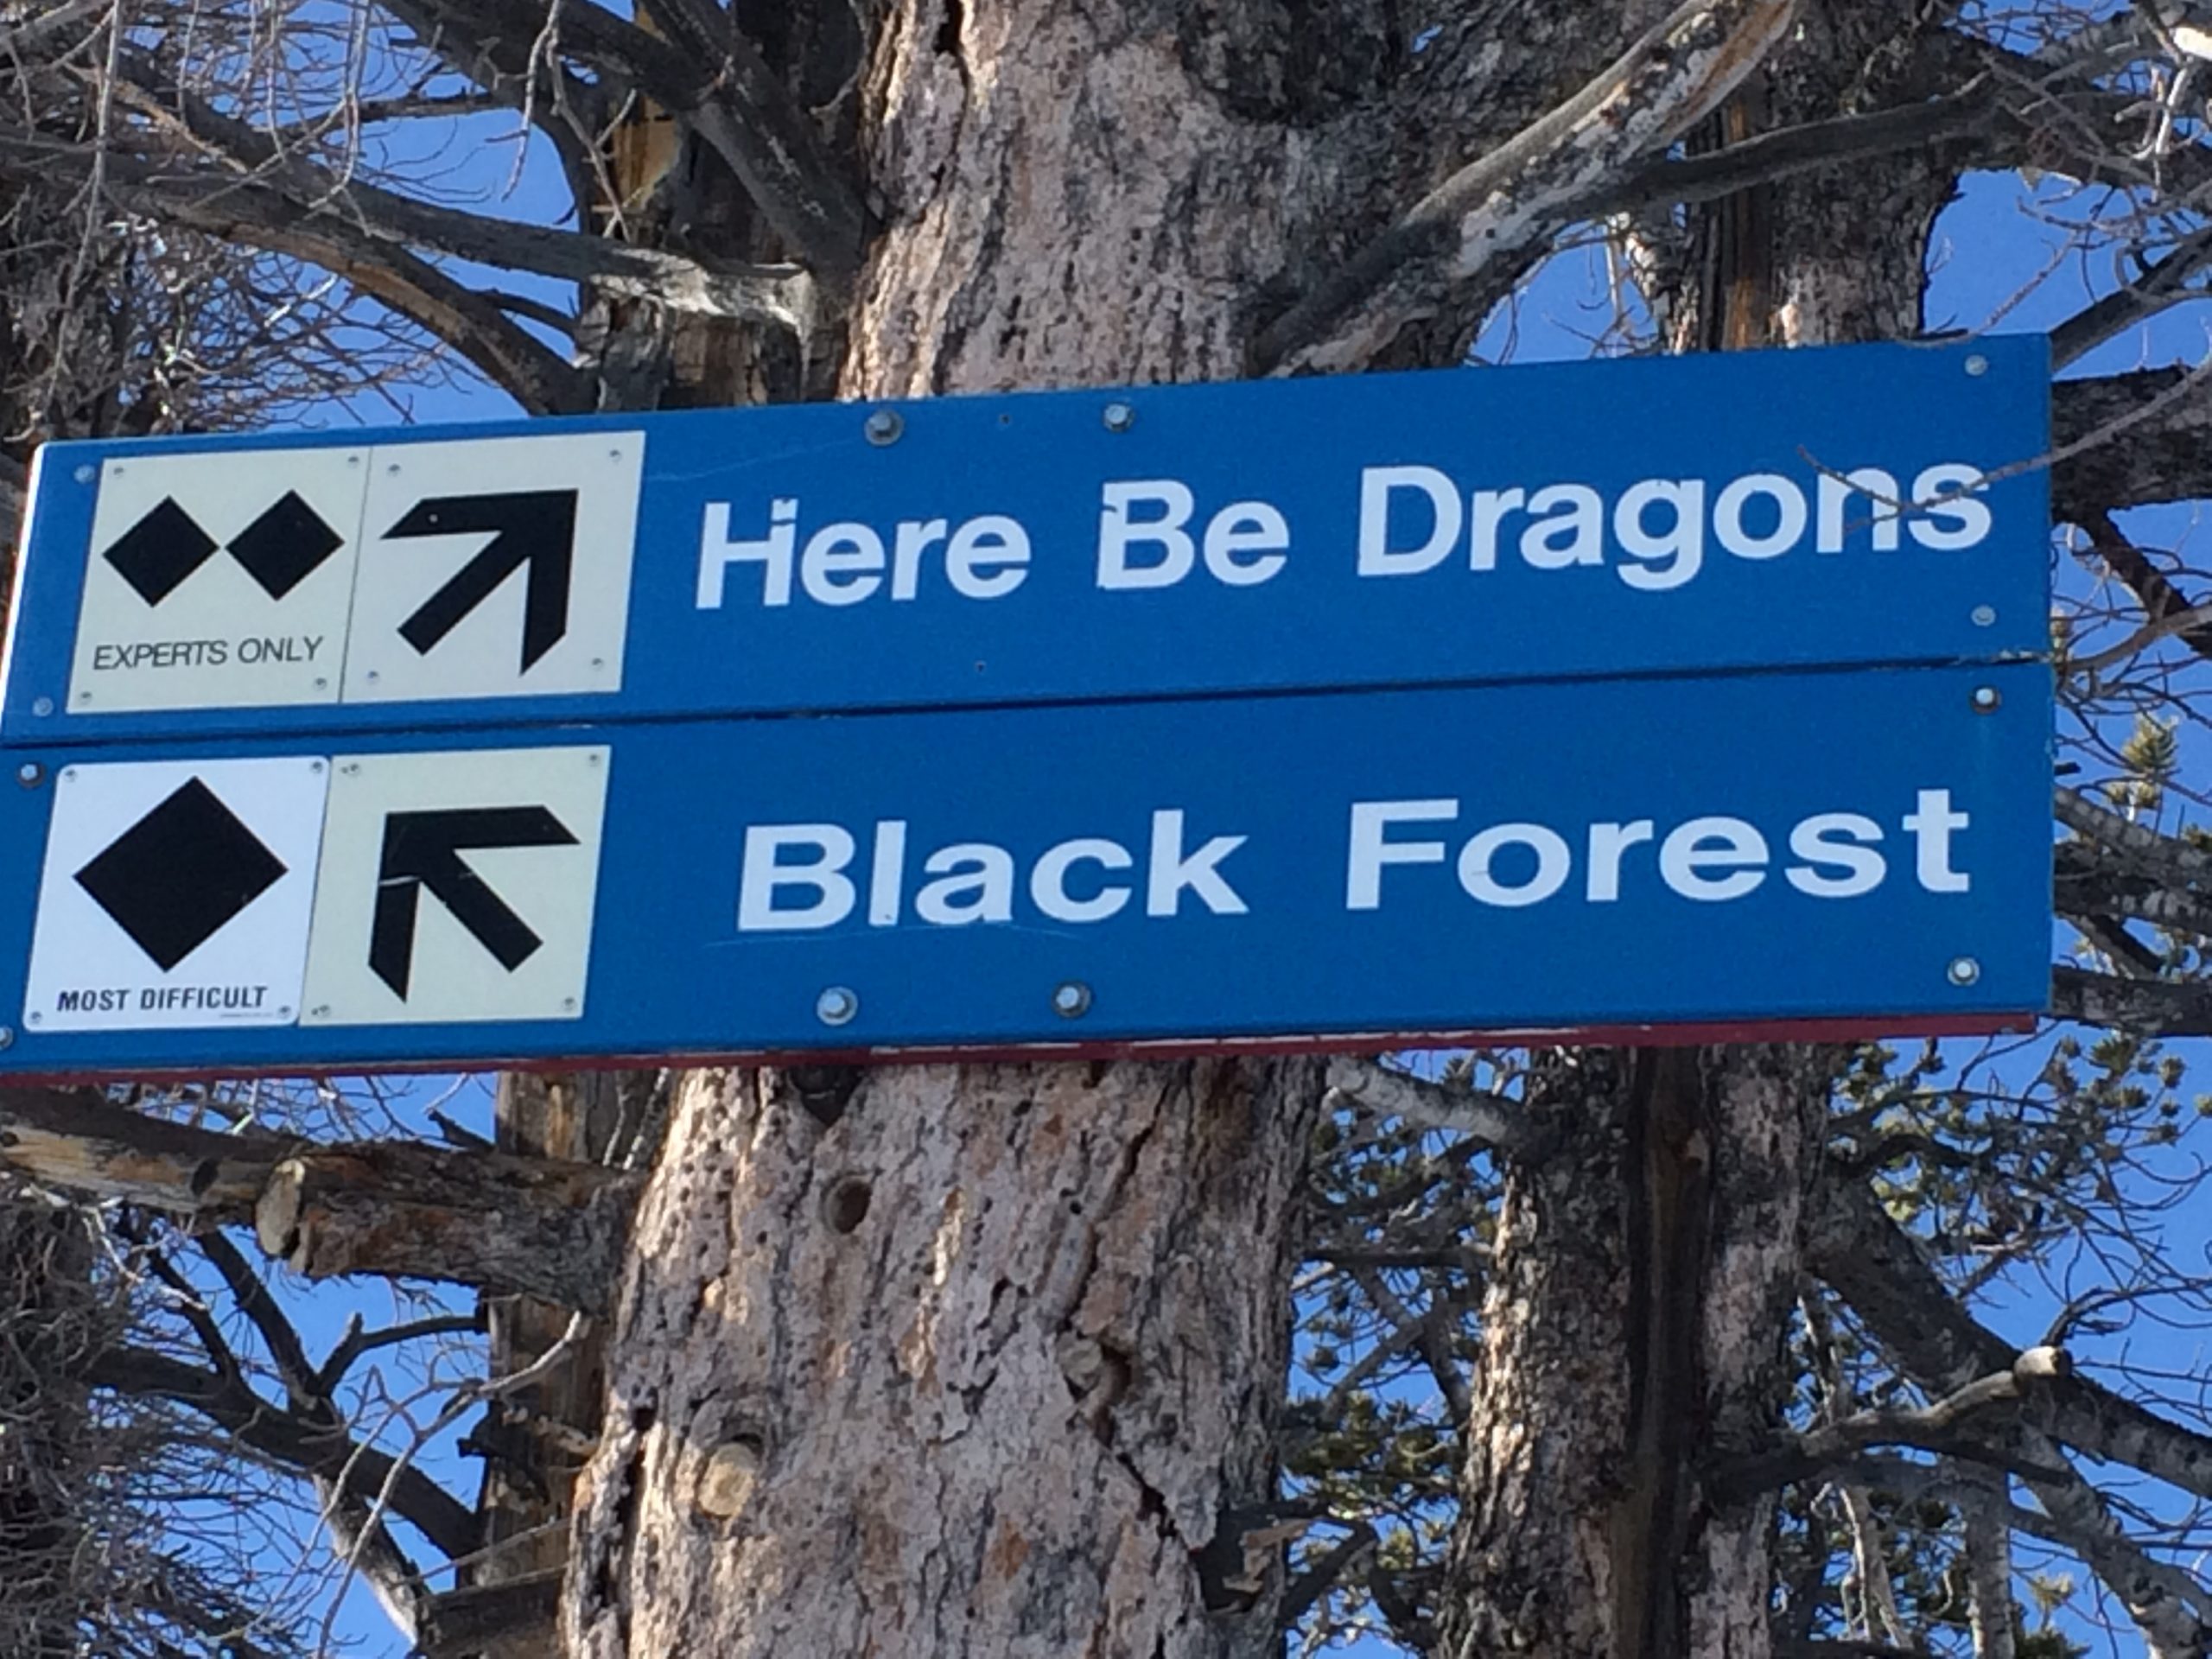 Here Be Dragons
EXPERTS ONLY
Black Forest
MOST DIFFICULT